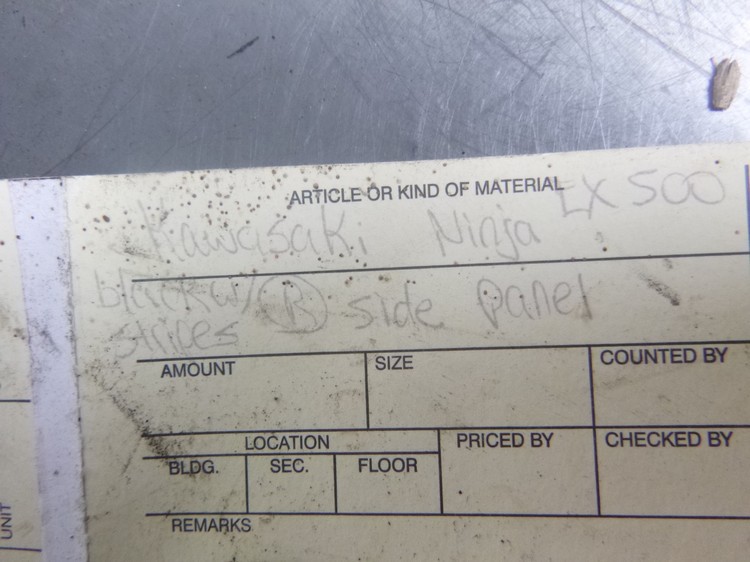 ARTICLE OR KIND OF MATERIAL
Kawasaki Ninja EX 500
black w/ (R) side panel
stripes
AMOUNT SIZE COUNTED BY
LOCATION PRICED BY CHECKED BY
BLDG. SEC. FLOOR
REMARKS
UNIT